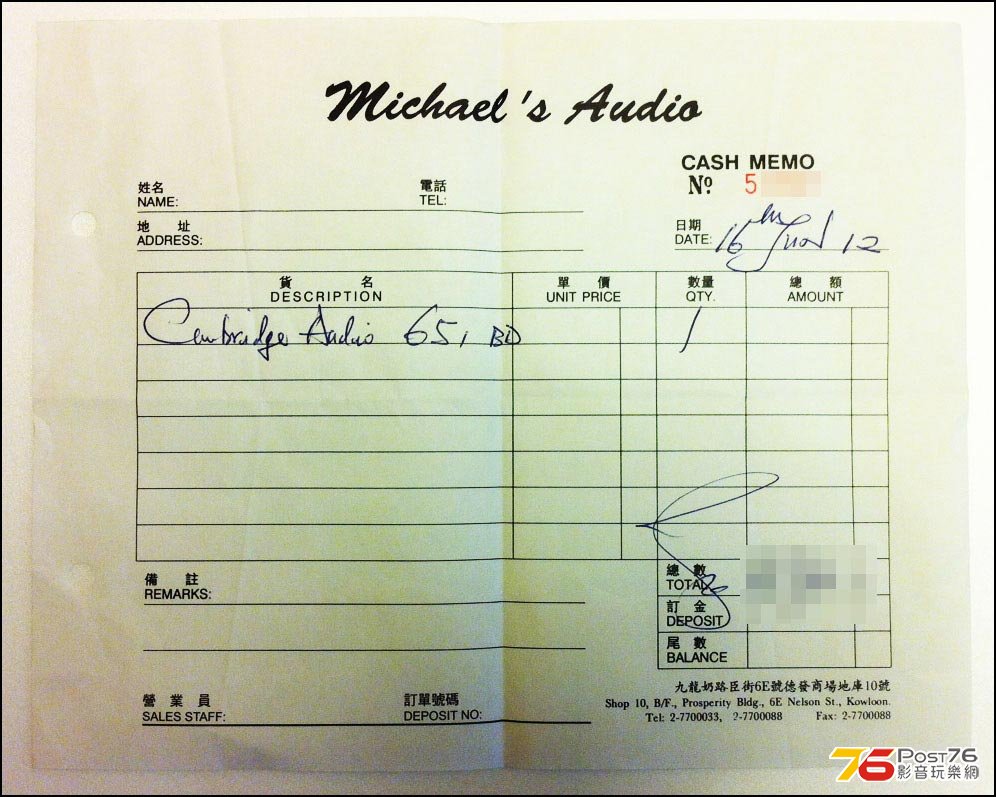 Michael's Audio
CASH MEMO
Nº 5
姓名 電話
NAME: TEL:
地址 日期
ADDRESS: DATE: 16th Jun 12
貨名 單價 數量 總額
DESCRIPTION UNIT PRICE QTY. AMOUNT
Cambridge Audio 651 BD 1
總數
TOTAL
備註
REMARKS:
訂金
DEPOSIT
尾數
BALANCE
九龍奶路臣街6E號德發商場地庫10號
營業員 訂單號碼
Shop 10, B/F., Prosperity Bldg., 6E Nelson St., Kowloon.
SALES STAFF: DEPOSIT NO:
Tel: 2-7700033, 2-7700088 Fax: 2-7700088
76 POST76
影音玩樂網